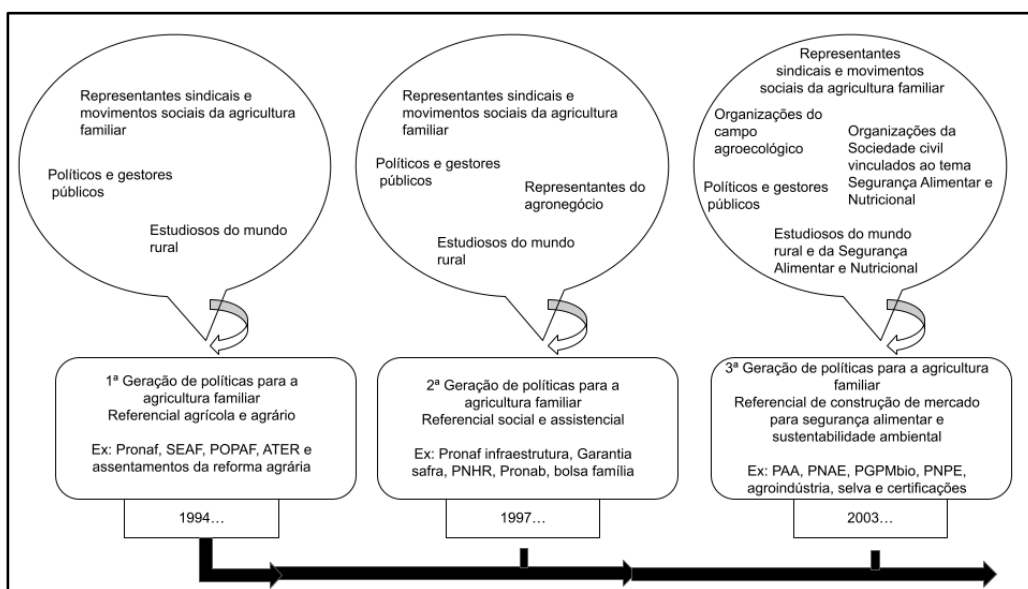 Representantes sindicais e
movimentos sociais da agricultura
familiar
Políticos e gestores
públicos
Estudiosos do mundo
rural
1ª Geração de políticas para a
agricultura familiar
Referencial agrícola e agrário
Ex: Pronaf, SEAF, POPAF, ATER e
assentamentos da reforma agrária
1994...
Representantes sindicais e
movimentos sociais da agricultura
familiar
Políticos e gestores
públicos
Representantes do
agronegócio
Estudiosos do mundo
rural
2ª Geração de políticas para a
agricultura familiar
Referencial social e assistencial
Ex: Pronaf infraestrutura, Garantia
safra, PNHR, Pronab, bolsa família
1997...
Representantes
sindicais e movimentos
sociais da agricultura
familiar
Organizações do
campo
agroecológico
Organizações da
Sociedade civil
vinculados ao tema
Segurança Alimentar e
Nutricional
Políticos e gestores
públicos
Estudiosos do mundo
rural e da Segurança
Alimentar e Nutricional
3ª Geração de políticas para a agricultura
familiar
Referencial de construção de mercado
para segurança alimentar e
sustentabilidade ambiental
Ex: PAA, PNAE, PGPMbio, PNPE,
agroindústria, selva e certificações
2003...